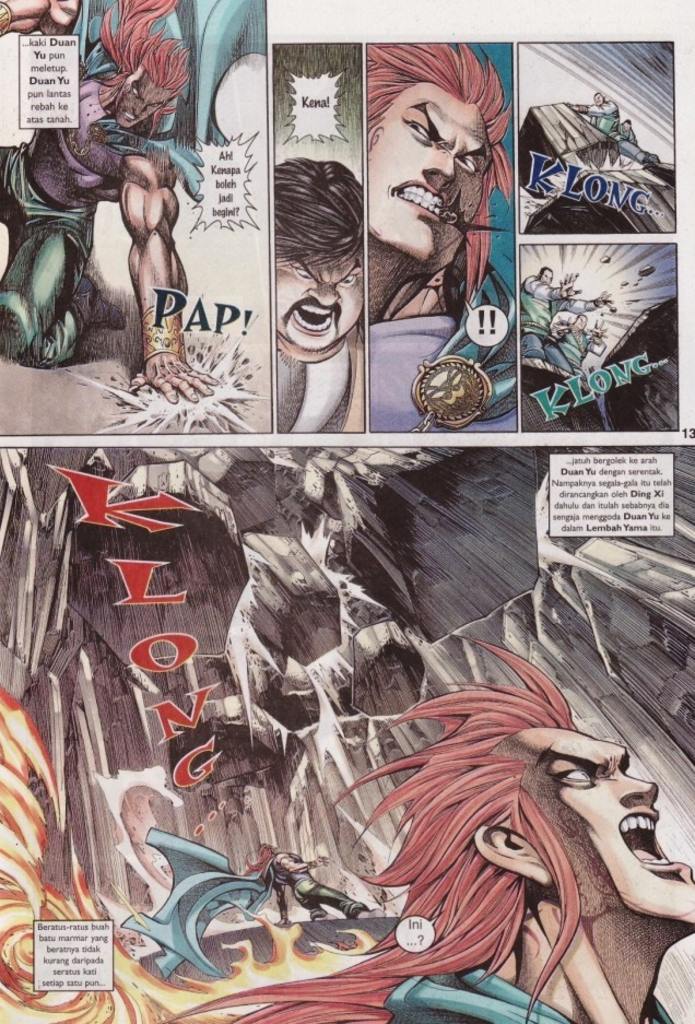 ...kaki Duan
Yu pun
meletup.
Duan Yu
pun lantas
rebah ke
atas tanah.
Ah!
Kenapa
boleh
jadi
begini?
PAP!
Kena!
!!
KLONG...
KLONG...
13
KLONG
...jatuh bergolek ke arah
Duan Yu dengan serentak.
Nampaknya segala-gala itu telah
dirancangkan oleh Ding Xi
dahulu dan itulah sebabnya dia
sengaja menggoda Duan Yu ke
dalam Lembah Yama itu.
Beratus-ratus buah
batu marmar yang
beratnya tidak
kurang daripada
seratus kati
setiap satu pun...
Ini
...?